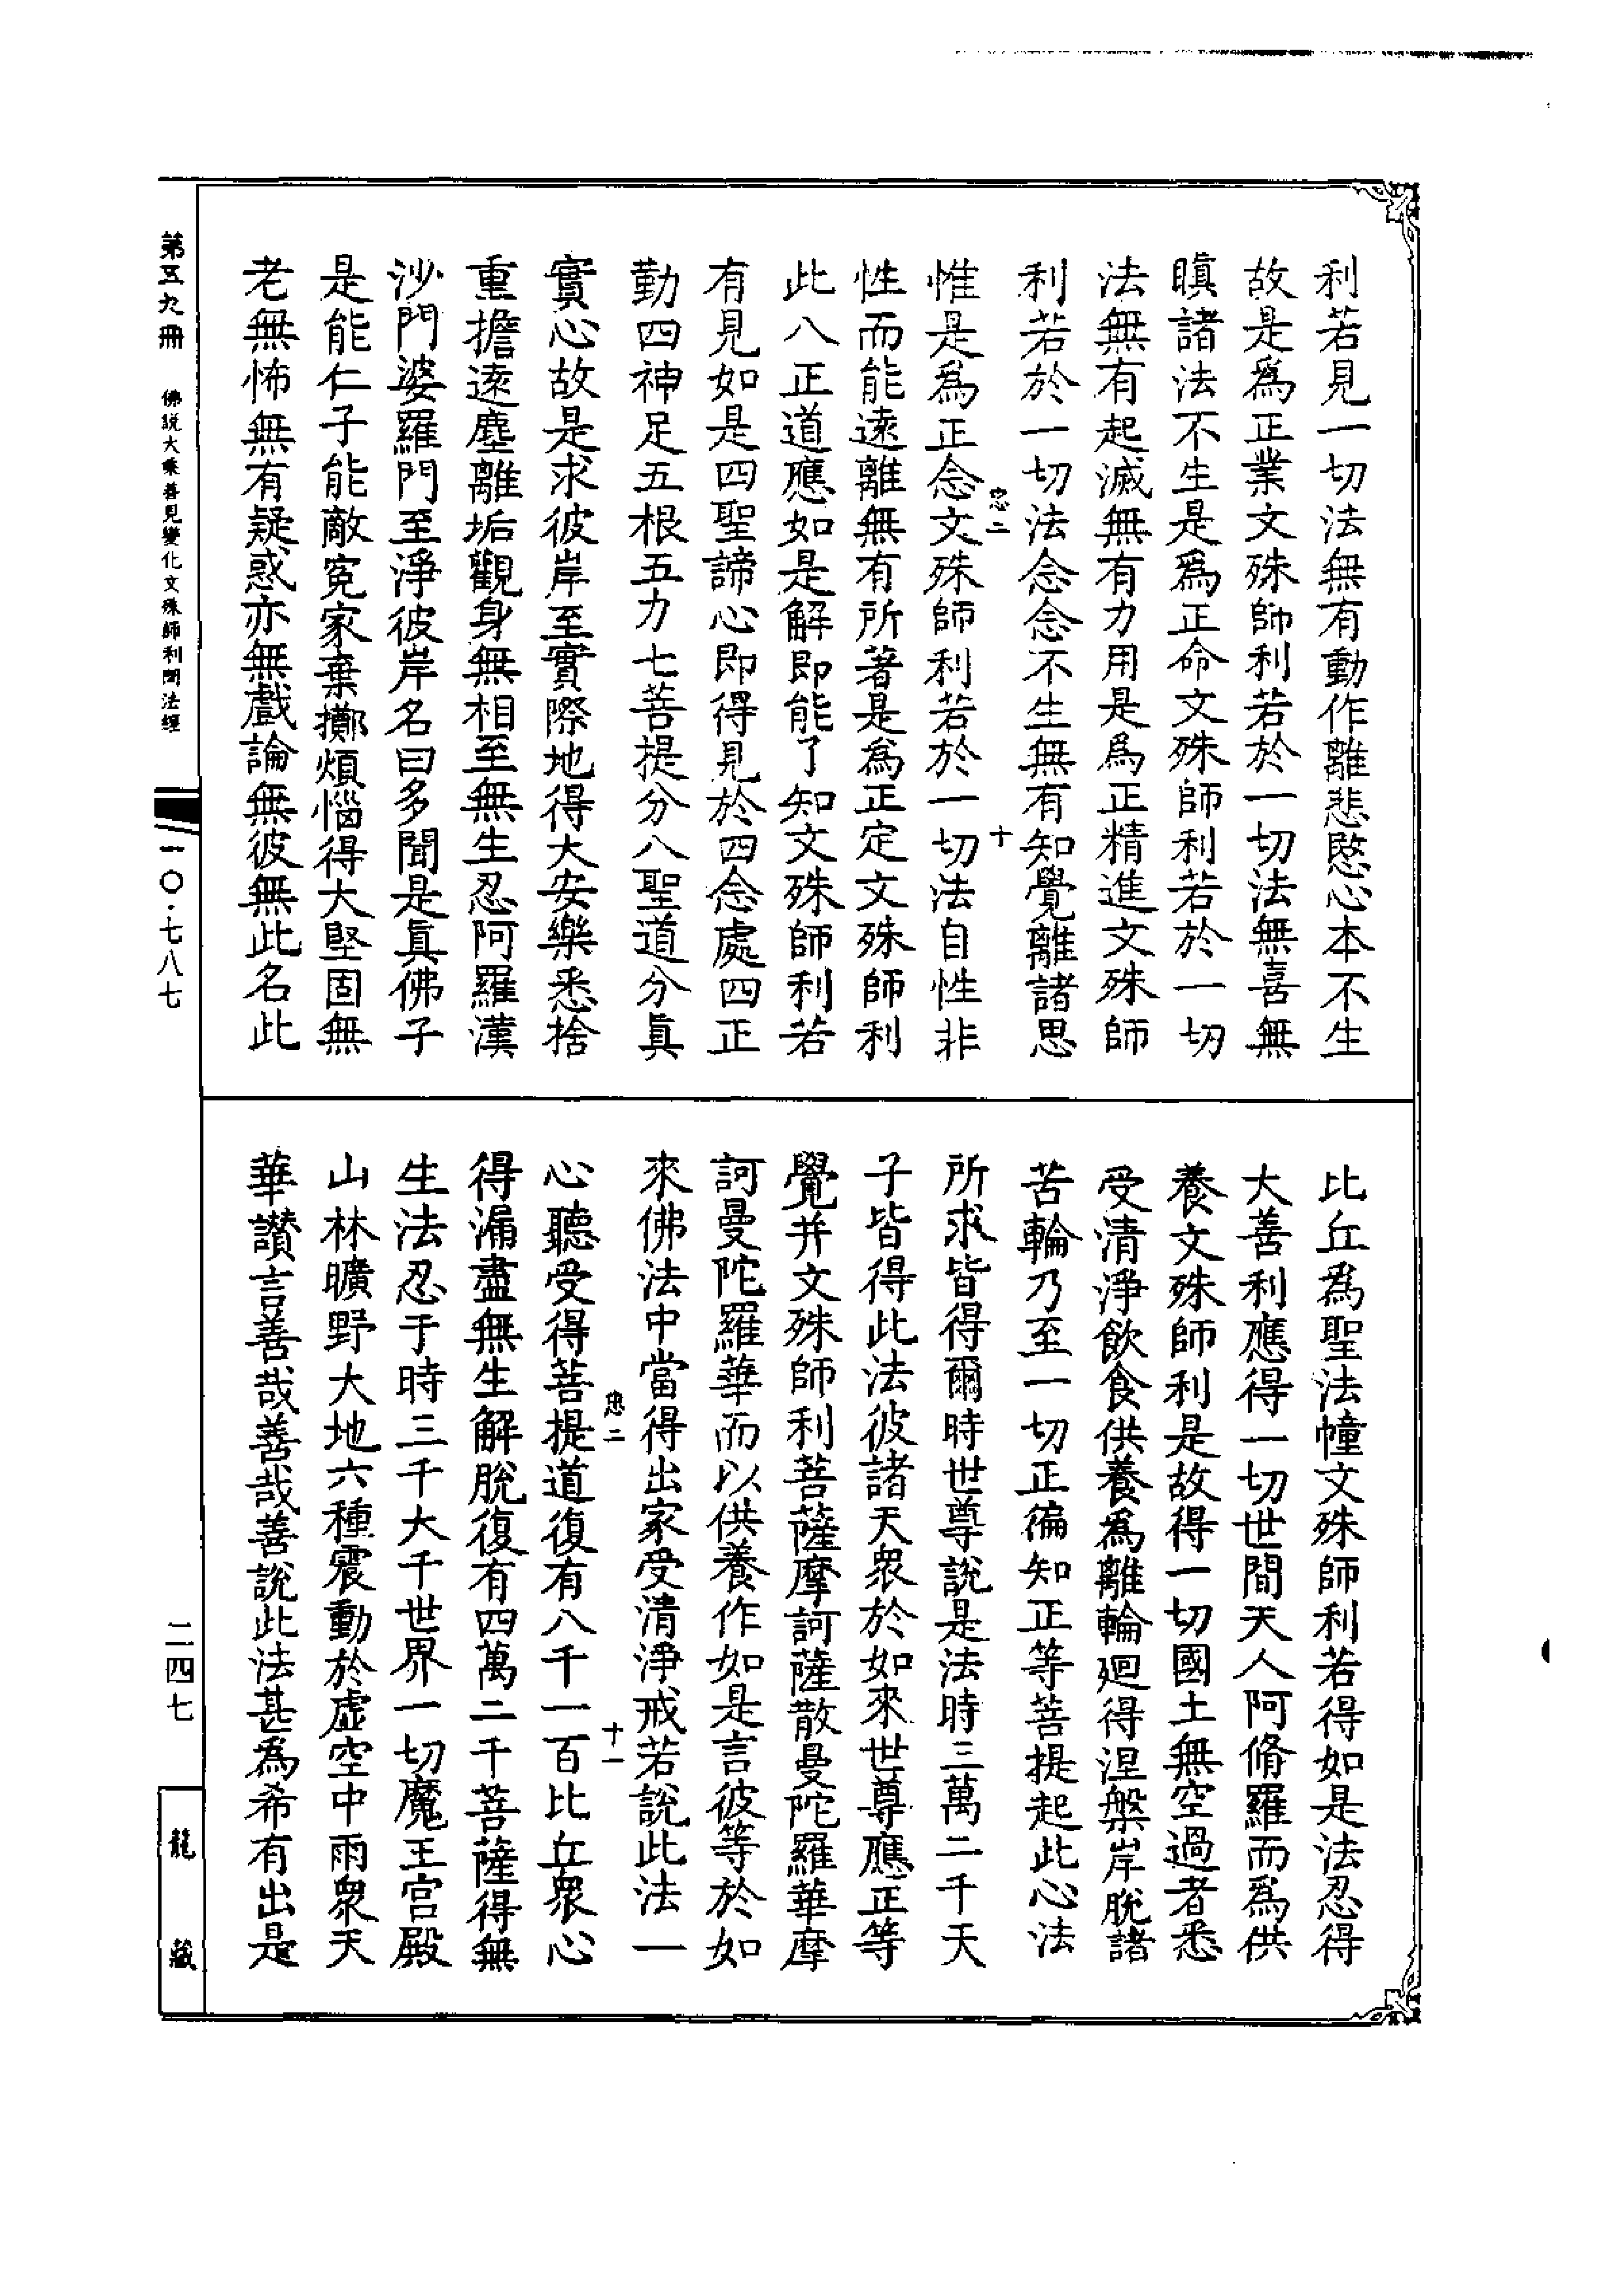 利若見一切法無有動作離悲愍心本不生
故是爲正業文殊師利若於一切法無喜無
瞋諸法不生是爲正命文殊師利若於一切
法無有起滅無有力用是爲正精進文殊師
利若於一切法念念不生無有知覺離諸思
忠二
十
惟是爲正念文殊師利若於一切法自性非
性而能遠離無有所著是爲正定文殊師利
此八正道應如是解即能了知文殊師利若
有見如是四聖諦心即得見於四念處四正
勤四神足五根五力七菩提分八聖道分真
實心故是求彼岸至實際地得大安樂悉捨
重擔遠塵離垢觀身無相至無生忍阿羅漢
沙門婆羅門至淨彼岸名曰多聞是真佛子
是能仁子能敵寃家棄擲煩惱得大堅固無
老無怖無有疑惑亦無戲論無彼無此名此
比丘爲聖法幢文殊師利若得如是法忍得
大善利應得一切世間天人阿脩羅而爲供
養文殊師利是故得一切國土無空過者悉
受清淨飲食供養爲離輪廻得涅槃岸脫諸
苦輪乃至一切正徧知正等菩提起此心法
所求皆得爾時世尊說是法時三萬二千天
子皆得此法彼諸天衆於如來世尊應正等
覺并文殊師利菩薩摩訶薩散曼陀羅華摩
訶曼陀羅華而以供養作如是言彼等於如
來佛法中當得出家受清淨戒若說此法一
忠二
十一
心聽受得菩提道復有八千一百比丘衆心
得漏盡無生解脫復有四萬二千菩薩得無
生法忍于時三千大千世界一切魔王宮殿
山林曠野大地六種震動於虛空中雨衆天
華讃言善哉善哉善說此法甚爲希有出是
第五九冊 佛説大乘善見變化文殊師利問法經
一〇·七八七
二四七
龍藏